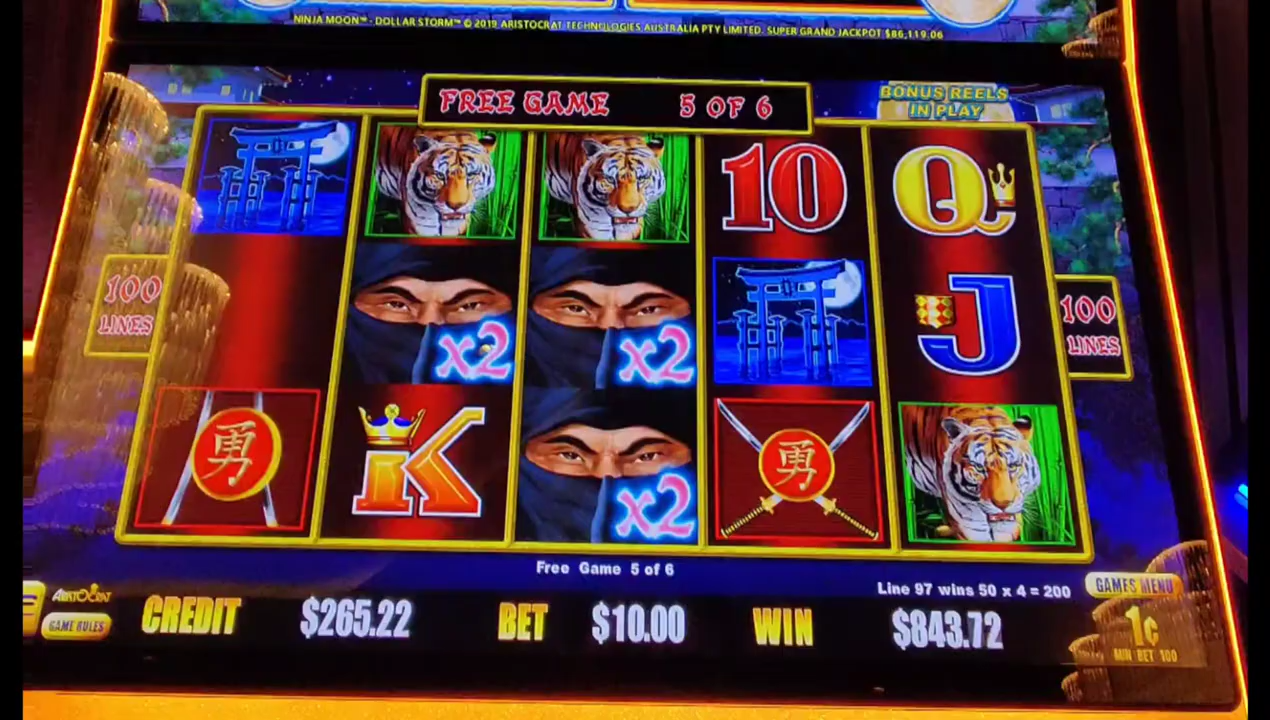 NINJA MOON™ - DOLLAR STORM™ © 2019 ARISTOCRAT TECHNOLOGIES AUSTRALIA PTY LIMITED. SUPER GRAND JACKPOT $86,119.06
FREE GAME 5 OF 6
BONUS REELS
IN PLAY
10
Q
100
LINES
x2
x2
J
100
LINES
勇
K
x2
勇
Free Game 5 of 6
Line 97 wins 50 x 4 = 200
GAMES MENU
ARISTOCRAT
GAME RULES
CREDIT $265.22 BET $10.00 WIN $843.72
1¢
MIN BET 100